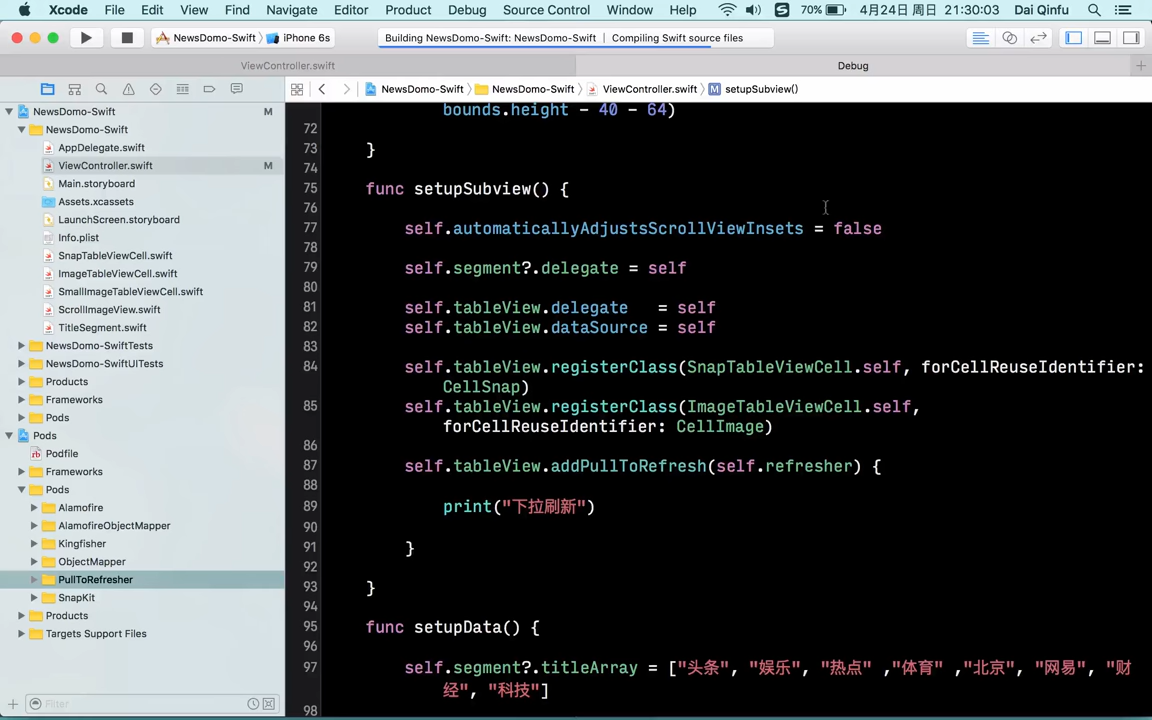 Xcode File Edit View Find Navigate Editor Product Debug Source Control Window Help 70% 4月24日 周日 21:30:03 Dai Qinfu
NewsDomo-Swift iPhone 6s Building NewsDomo-Swift: NewsDomo-Swift | Compiling Swift source files
ViewController.swift Debug
NewsDomo-Swift NewsDomo-Swift ViewController.swift M setupSubview()
NewsDomo-Swift M
NewsDomo-Swift
AppDelegate.swift
ViewController.swift M
Main.storyboard
Assets.xcassets
LaunchScreen.storyboard
Info.plist
SnapTableViewCell.swift
ImageTableViewCell.swift
SmallImageTableViewCell.swift
ScrollImageView.swift
TitleSegment.swift
NewsDomo-SwiftTests
NewsDomo-SwiftUITests
Products
Frameworks
Pods
Pods
Podfile
Frameworks
Pods
Alamofire
AlamofireObjectMapper
Kingfisher
ObjectMapper
PullToRefresher
SnapKit
Products
Targets Support Files
Filter
bounds.height - 40 - 64)
72
73 }
74
75 func setupSubview() {
76
77 self.automaticallyAdjustsScrollViewInsets = false
78
79 self.segment?.delegate = self
80
81 self.tableView.delegate   = self
82 self.tableView.dataSource = self
83
84 self.tableView.registerClass(SnapTableViewCell.self, forCellReuseIdentifier:
CellSnap)
85 self.tableView.registerClass(ImageTableViewCell.self,
forCellReuseIdentifier: CellImage)
86
87 self.tableView.addPullToRefresh(self.refresher) {
88
89 print("下拉刷新")
90
91 }
92
93 }
94
95 func setupData() {
96
97 self.segment?.titleArray = ["头条", "娱乐", "热点" ,"体育" ,"北京", "网易", "财
经", "科技"]
98